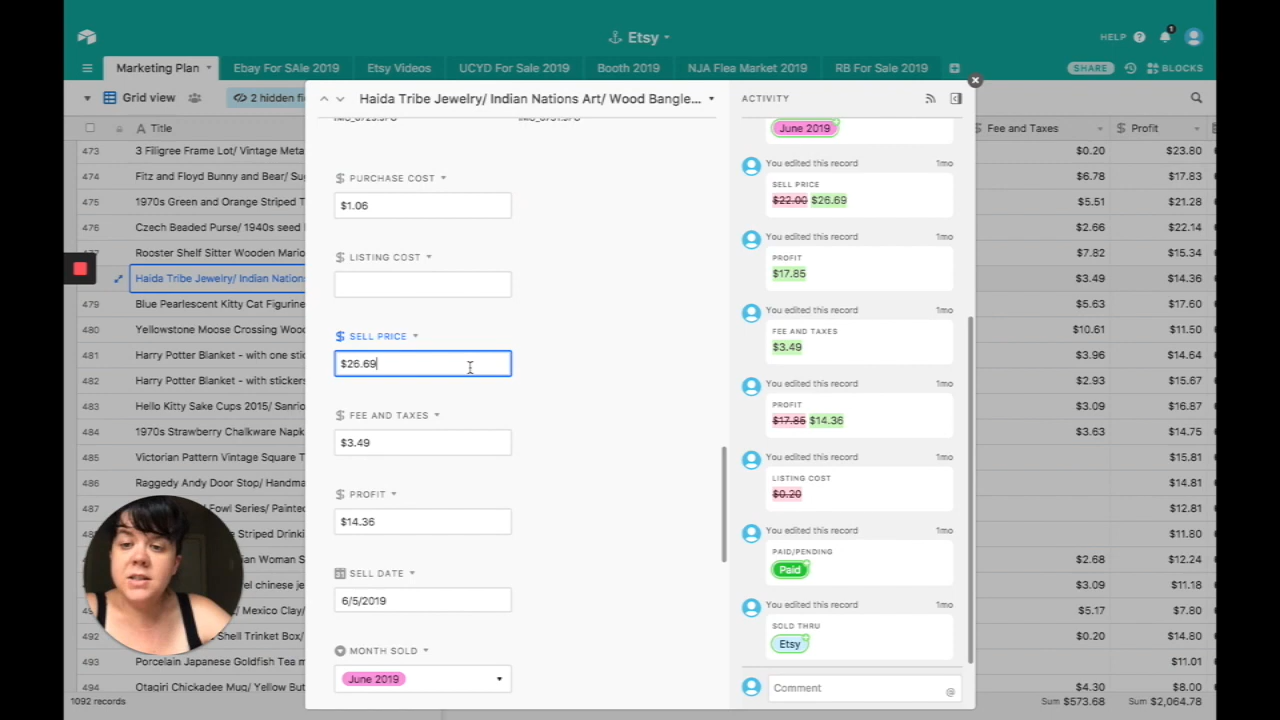 Etsy
HELP
1
Marketing Plan
Ebay For SAle 2019
Etsy Videos
UCYD For Sale 2019
Booth 2019
NJA Flea Market 2019
RB For Sale 2019
SHARE
BLOCKS
Grid view
2 hidden fi
Haida Tribe Jewelry/ Indian Nations Art/ Wood Bangle...
ACTIVITY
Title
Fee and Taxes
Profit
473 3 Filigree Frame Lot/ Vintage Meta
$0.20 $23.80
474 Fitz and Floyd Bunny and Bear/ Su
$6.78 $17.83
475 1970s Green and Orange Striped T
$5.51 $21.28
476 Czech Beaded Purse/ 1940s seed
$2.66 $22.14
Rooster Shelf Sitter Wooden Mario
$7.82 $15.34
Haida Tribe Jewelry/ Indian Nations
$3.49 $14.36
479 Blue Pearlescent Kitty Cat Figurine
$5.63 $17.60
480 Yellowstone Moose Crossing Wood
$10.61 $11.50
481 Harry Potter Blanket - with one stic
$3.96 $14.64
482 Harry Potter Blanket - with stickers
$2.93 $15.67
483 Hello Kitty Sake Cups 2015/ Sanrio
$3.09 $16.87
484 1970s Strawberry Chalkware Napk
$3.63 $14.75
485 Victorian Pattern Vintage Square T
$15.81
486 Raggedy Andy Door Stop/ Handma
$14.81
487 Fowl Series/ Painted
$12.81
Striped Drinki
$11.80
ian Woman S
$2.68 $12.24
el chinese je
$3.09 $11.18
/ Mexico Clay/
$5.17 $7.80
492 Shell Trinket Box/
$0.20 $14.80
493 Porcelain Japanese Goldfish Tea m
$11.01
494 Otagiri Chickadee Mug/ Yellow But
$4.30 $8.00
1092 records
Sum $573.68 Sum $2,064.78
PURCHASE COST
$1.06
LISTING COST
SELL PRICE
$26.69
FEE AND TAXES
$3.49
PROFIT
$14.36
SELL DATE
6/5/2019
MONTH SOLD
June 2019
June 2019
You edited this record 1mo
SELL PRICE
$22.00 $26.69
You edited this record 1mo
PROFIT
$17.85
You edited this record 1mo
FEE AND TAXES
$3.49
You edited this record 1mo
PROFIT
$17.85 $14.36
You edited this record 1mo
LISTING COST
$0.20
You edited this record 1mo
PAID/PENDING
Paid
You edited this record 1mo
SOLD THRU
Etsy
Comment
@